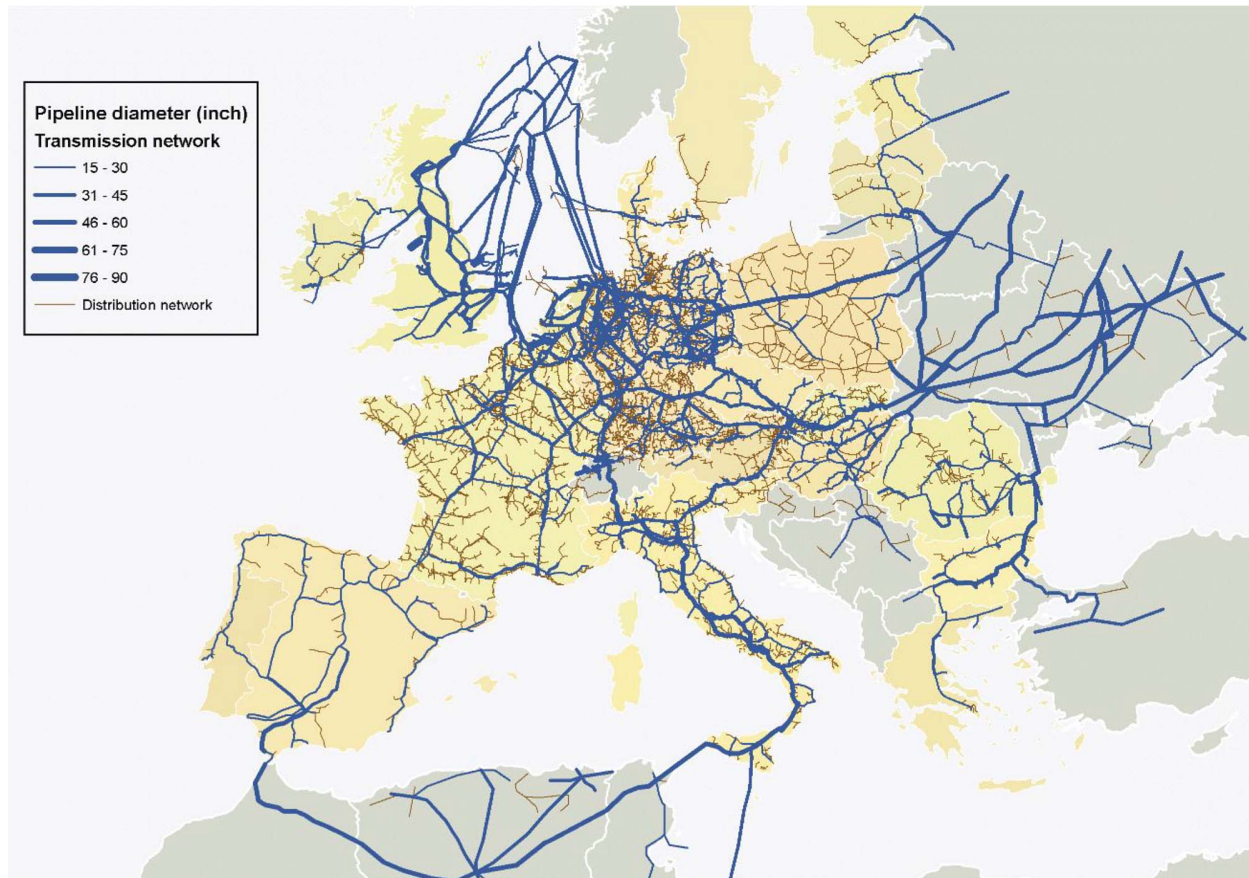 Pipeline diameter (inch)
Transmission network
15 - 30
31 - 45
46 - 60
61 - 75
76 - 90
Distribution network